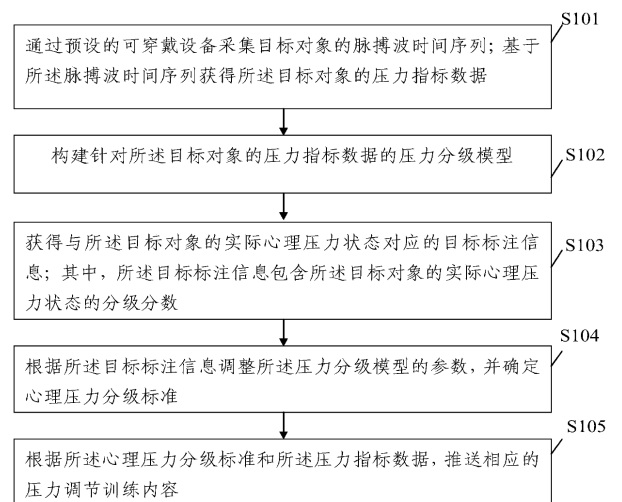 S101
通过预设的可穿戴设备采集目标对象的脉搏波时间序列；基于
所述脉搏波时间序列获得所述目标对象的压力指标数据
构建针对所述目标对象的压力指标数据的压力分级模型
S102
获得与所述目标对象的实际心理压力状态对应的目标标注信
息；其中，所述目标标注信息包含所述目标对象的实际心理压
力状态的分级分数
S103
S104
根据所述目标标注信息调整所述压力分级模型的参数，并确定
心理压力分级标准
S105
根据所述心理压力分级标准和所述压力指标数据，推送相应的
压力调节训练内容